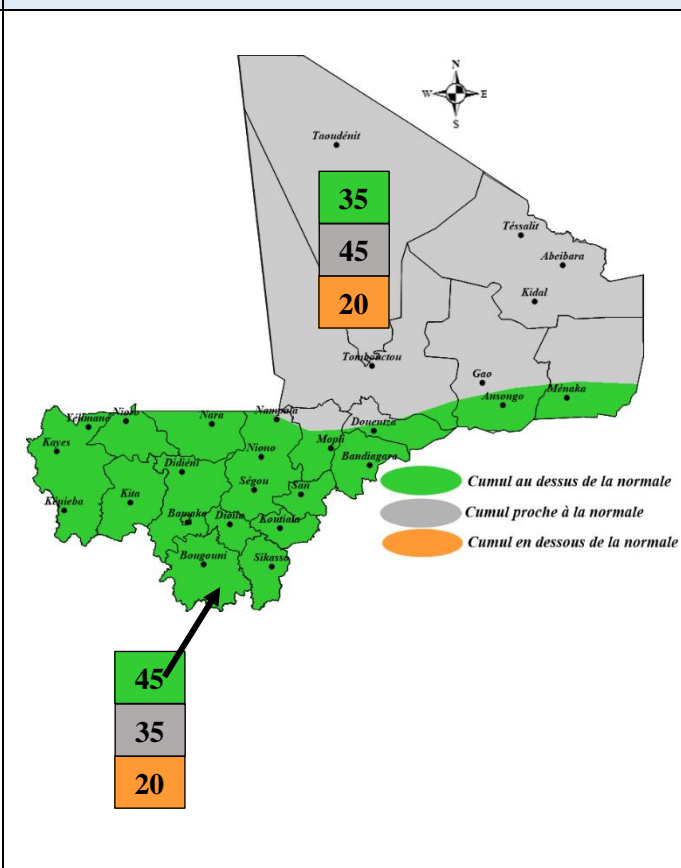 N
W E
S
Taoudénit
35
45
20
Téssalit
Abeibara
Kidal
Tombouctou
Gao
Ansongo
Ménaka
Yélimané
Nioro
Nara
Nampala
Douentza
Kayes
Niono
Mopti
Bandiagara
Didiéni
Ségou
San
Kénieba
Kita
Bamako
Dioïla
Koutiala
Bougouni
Sikasso
Cumul au dessus de la normale
Cumul proche à la normale
Cumul en dessous de la normale
45
35
20